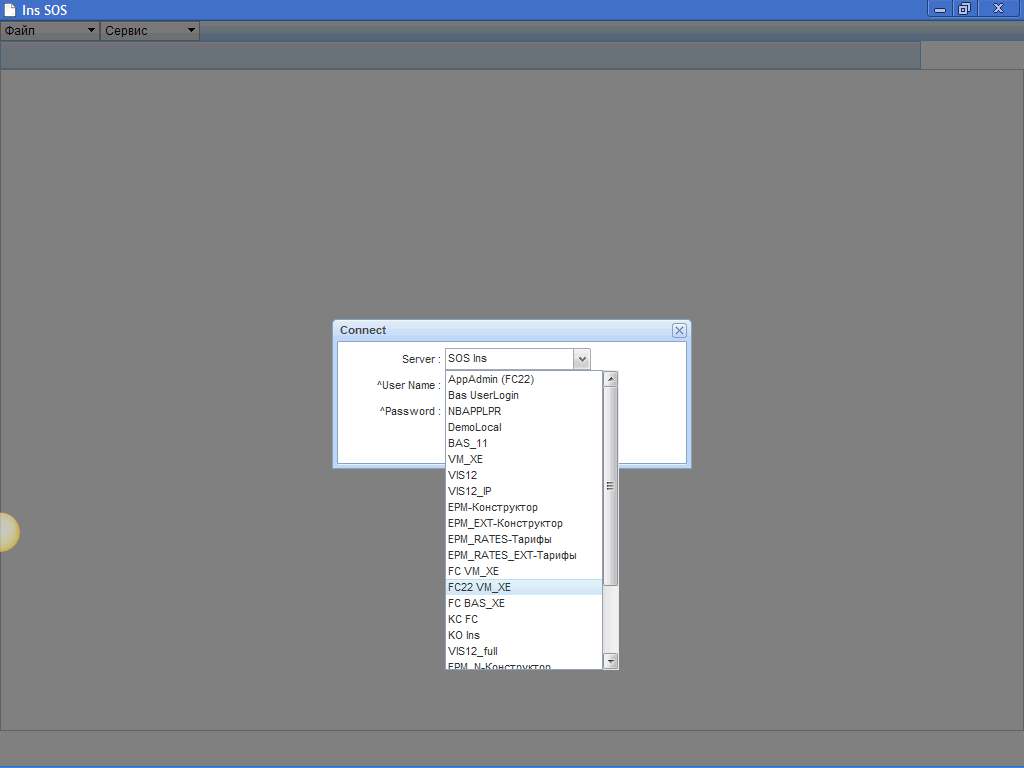 Ins SOS
Файл
Сервис
Connect
Server :
SOS Ins
^User Name :
^Password :
AppAdmin (FC22)
Bas UserLogin
NBAPPLPR
DemoLocal
BAS_11
VM_XE
VIS12
VIS12_IP
EPM-Конструктор
EPM_EXT-Конструктор
EPM_RATES-Тарифы
EPM_RATES_EXT-Тарифы
FC VM_XE
FC22 VM_XE
FC BAS_XE
KC FC
KO Ins
VIS12_full
EPM_N-Конструктор